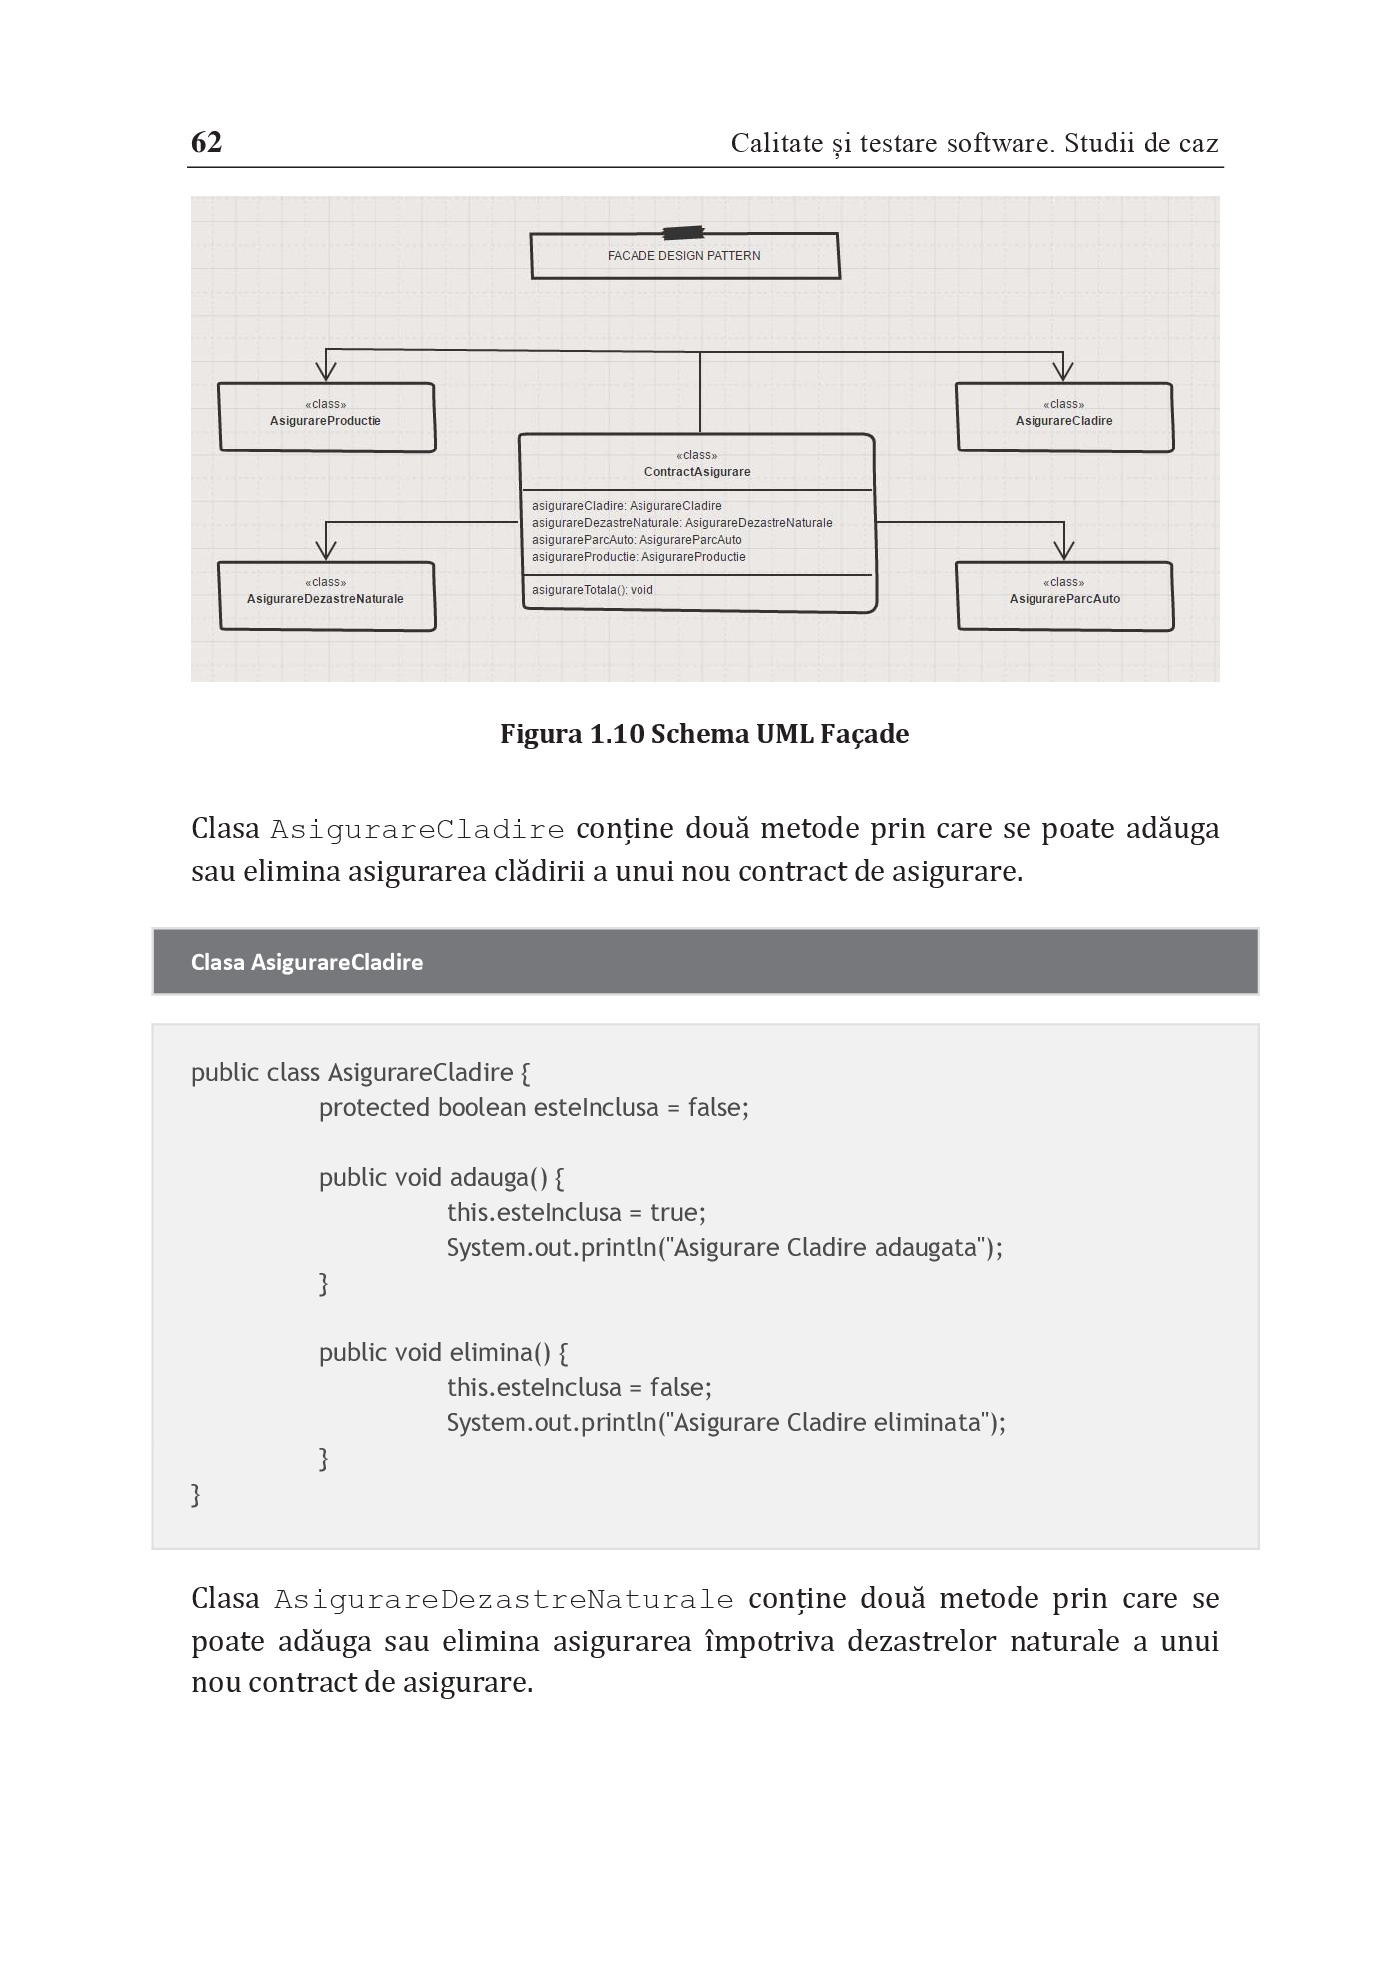 62 Calitate și testare software. Studii de caz
FACADE DESIGN PATTERN
«class»
AsigurareProductie
«class»
AsigurareCladire
«class»
ContractAsigurare
asigurareCladire: AsigurareCladire
asigurareDezastreNaturale: AsigurareDezastreNaturale
asigurareParcAuto: AsigurareParcAuto
asigurareProductie: AsigurareProductie
asigurareTotala(): void
«class»
AsigurareDezastreNaturale
«class»
AsigurareParcAuto
Figura 1.10 Schema UML Façade
Clasa AsigurareCladire conține două metode prin care se poate adăuga
sau elimina asigurarea clădirii a unui nou contract de asigurare.
Clasa AsigurareCladire
public class AsigurareCladire {
protected boolean esteInclusa = false;
public void adauga() {
this.esteInclusa = true;
System.out.println("Asigurare Cladire adaugata");
}
public void elimina() {
this.esteInclusa = false;
System.out.println("Asigurare Cladire eliminata");
}
}
Clasa AsigurareDezastreNaturale conține două metode prin care se
poate adăuga sau elimina asigurarea împotriva dezastrelor naturale a unui
nou contract de asigurare.